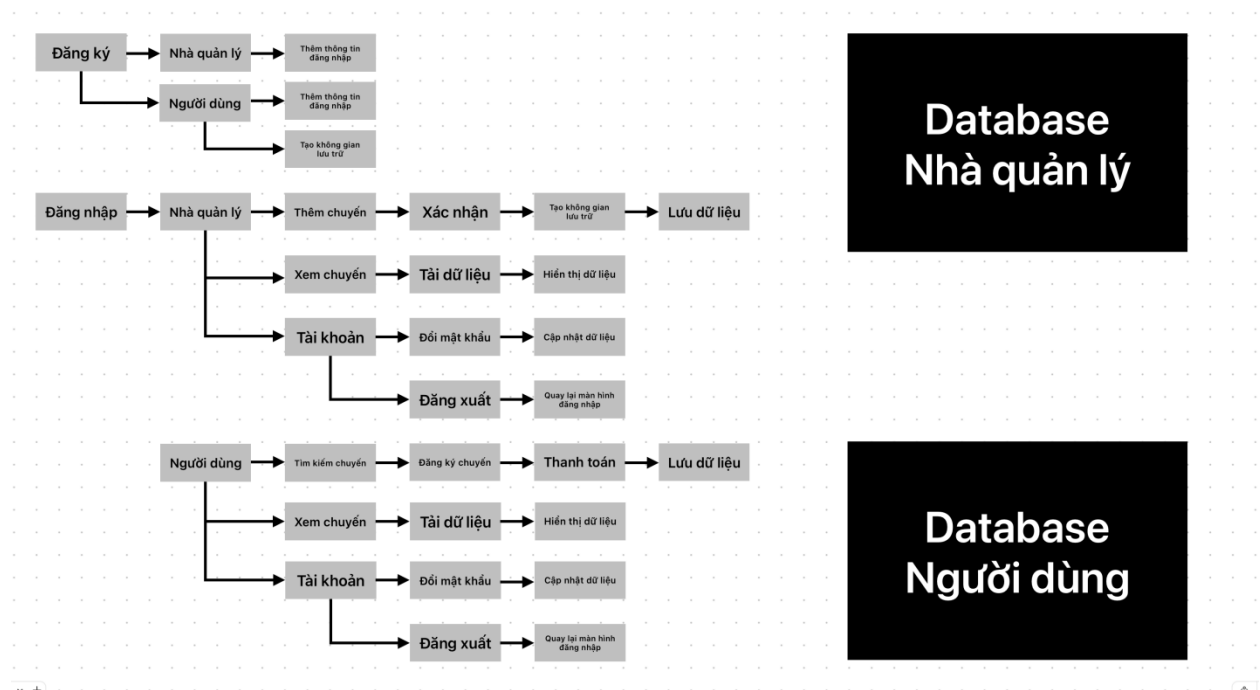 Đăng ký
Nhà quản lý
Thêm thông tin
đăng nhập
Người dùng
Thêm thông tin
đăng nhập
Tạo không gian
lưu trữ
Đăng nhập
Nhà quản lý
Thêm chuyến
Xác nhận
Tạo không gian
lưu trữ
Lưu dữ liệu
Xem chuyến
Tải dữ liệu
Hiển thị dữ liệu
Tài khoản
Đổi mật khẩu
Cập nhật dữ liệu
Đăng xuất
Quay lại màn hình
đăng nhập
Người dùng
Tìm kiếm chuyến
Đăng ký chuyến
Thanh toán
Lưu dữ liệu
Xem chuyến
Tải dữ liệu
Hiển thị dữ liệu
Tài khoản
Đổi mật khẩu
Cập nhật dữ liệu
Đăng xuất
Quay lại màn hình
đăng nhập
Database
Nhà quản lý
Database
Người dùng